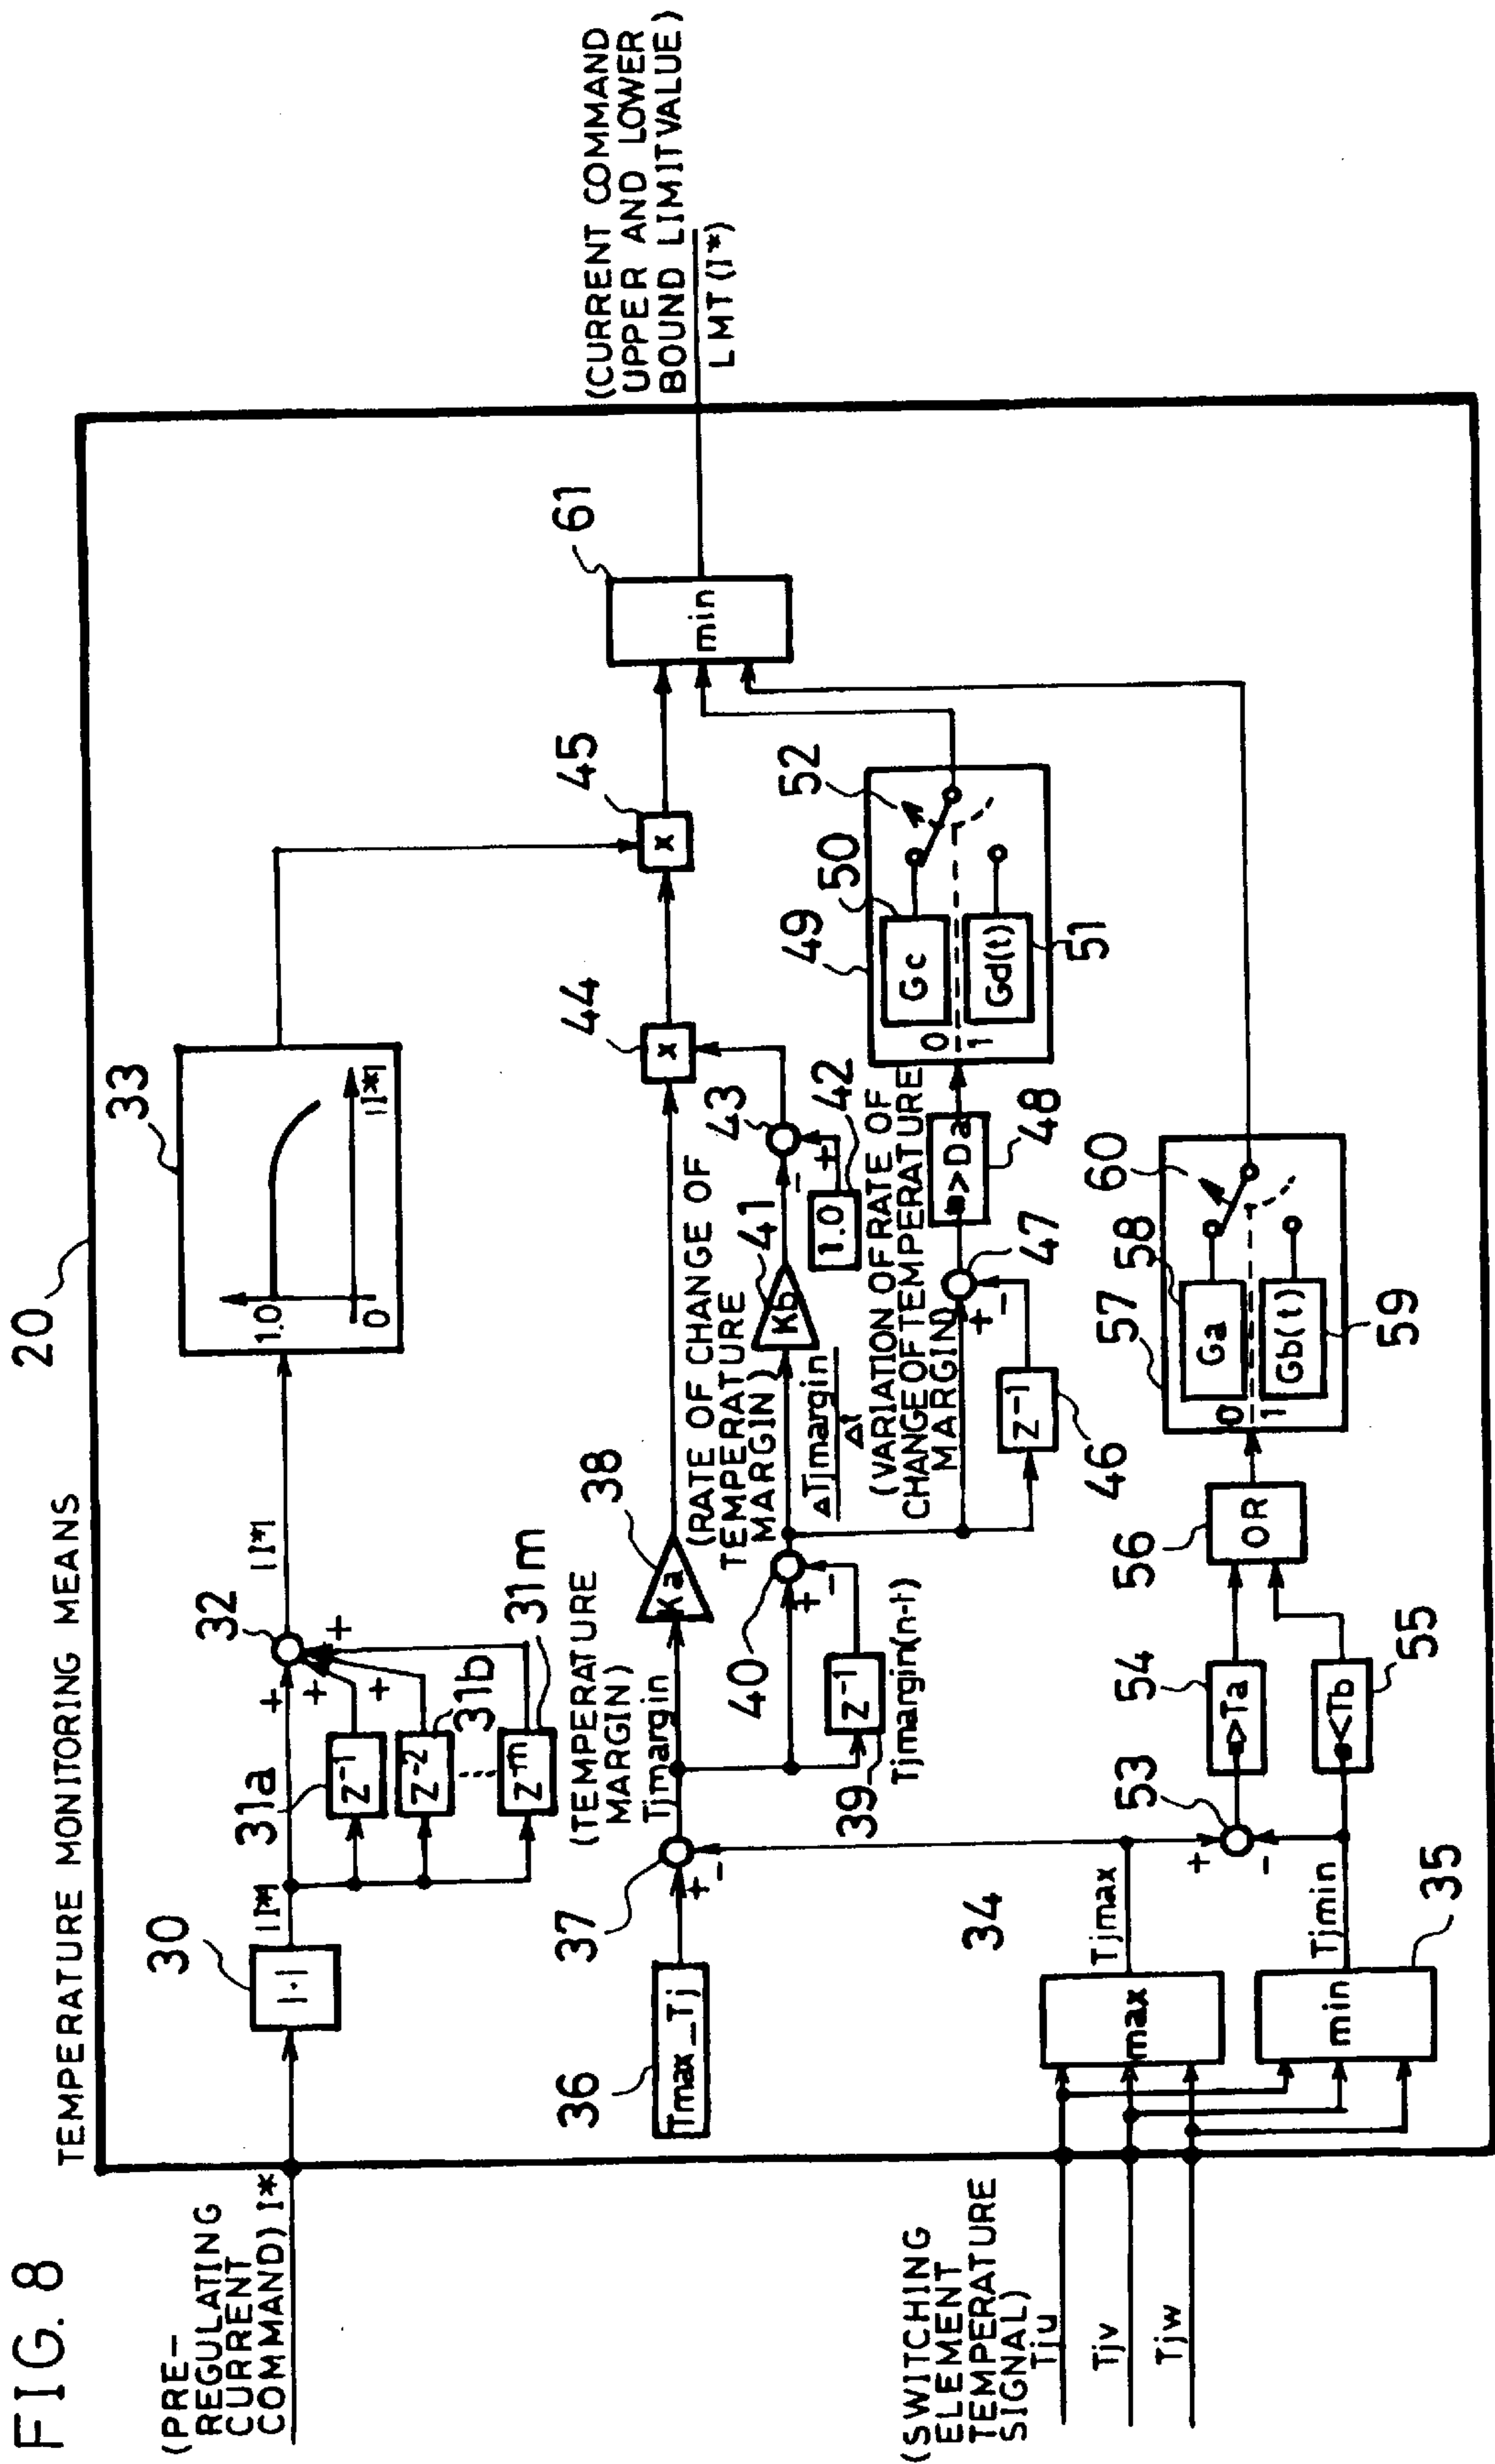 FIG. 8
20
TEMPERATURE MONITORING MEANS
(PRE-
REGULATING
CURRENT
COMMAND) I*
30
|·|
|I*|
31a
Z⁻¹
Z⁻²
31b
Z⁻ᵐ
31m
+
+
+
+
32
|I*|
33
1.0
0
|I*|
36
Tmax_Tj
37
+
-
(TEMPERATURE
MARGIN)
Tjmargin
38
Ka
39
Z⁻¹
Tjmargin(n-1)
40
+
-
(RATE OF CHANGE OF
TEMPERATURE
MARGIN)
ΔTjmargin
Δt
41
Kb
1.0
42
43
-
+
44
x
45
x
(VARIATION OF RATE OF
CHANGE OF TEMPERATURE
MARGIN)
46
Z⁻¹
47
+
-
48
■>Da
49
0
1
Gc
50
Gd(t)
51
52
(SWITCHING
ELEMENT
TEMPERATURE
SIGNAL)
Tju
Tjv
Tjw
34
max
Tjmax
35
min
Tjmin
53
+
-
54
■>Ta
55
■<Tb
56
OR
57
0
1
Ga
58
Gb(t)
59
60
61
min
(CURRENT COMMAND
UPPER AND LOWER
BOUND LIMITVALUE)
LMT(I*)